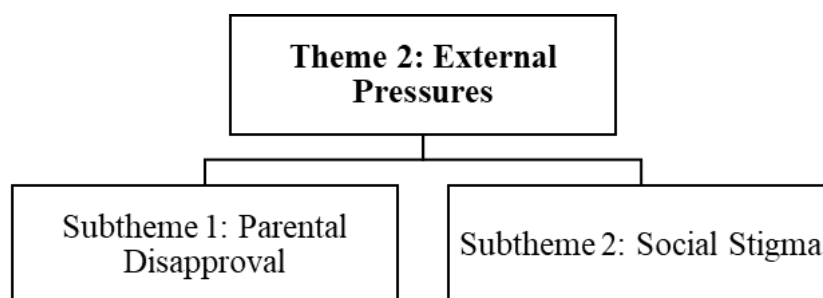 Theme 2: External
Pressures
Subtheme 1: Parental
Disapproval
Subtheme 2: Social Stigma